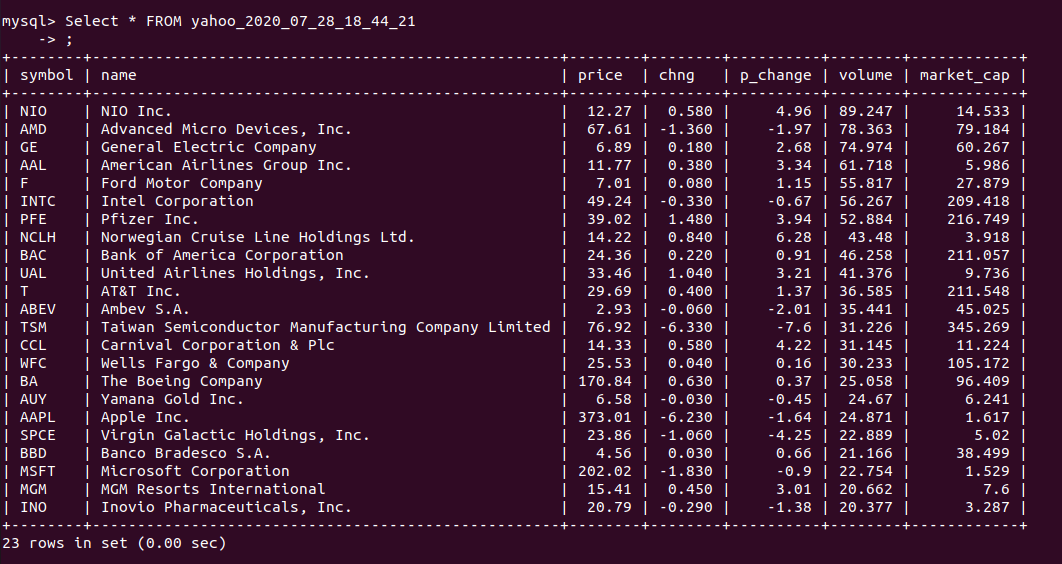 mysql> Select * FROM yahoo_2020_07_28_18_44_21
    -> ;
+--------+----------------------------------------------------+--------+--------+----------+--------+------------+
| symbol | name                                               | price  | chng   | p_change | volume | market_cap |
+--------+----------------------------------------------------+--------+--------+----------+--------+------------+
| NIO    | NIO Inc.                                           |  12.27 |  0.580 |     4.96 | 89.247 |     14.533 |
| AMD    | Advanced Micro Devices, Inc.                       |  67.61 | -1.360 |    -1.97 | 78.363 |     79.184 |
| GE     | General Electric Company                           |   6.89 |  0.180 |     2.68 | 74.974 |     60.267 |
| AAL    | American Airlines Group Inc.                       |  11.77 |  0.380 |     3.34 | 61.718 |      5.986 |
| F      | Ford Motor Company                                 |   7.01 |  0.080 |     1.15 | 55.817 |     27.879 |
| INTC   | Intel Corporation                                  |  49.24 | -0.330 |    -0.67 | 56.267 |    209.418 |
| PFE    | Pfizer Inc.                                        |  39.02 |  1.480 |     3.94 | 52.884 |    216.749 |
| NCLH   | Norwegian Cruise Line Holdings Ltd.                |  14.22 |  0.840 |     6.28 |  43.48 |      3.918 |
| BAC    | Bank of America Corporation                        |  24.36 |  0.220 |     0.91 | 46.258 |    211.057 |
| UAL    | United Airlines Holdings, Inc.                     |  33.46 |  1.040 |     3.21 | 41.376 |      9.736 |
| T      | AT&T Inc.                                          |  29.69 |  0.400 |     1.37 | 36.585 |    211.548 |
| ABEV   | Ambev S.A.                                         |   2.93 | -0.060 |    -2.01 | 35.441 |     45.025 |
| TSM    | Taiwan Semiconductor Manufacturing Company Limited |  76.92 | -6.330 |     -7.6 | 31.226 |    345.269 |
| CCL    | Carnival Corporation & Plc                         |  14.33 |  0.580 |     4.22 | 31.145 |     11.224 |
| WFC    | Wells Fargo & Company                              |  25.53 |  0.040 |     0.16 | 30.233 |    105.172 |
| BA     | The Boeing Company                                 | 170.84 |  0.630 |     0.37 | 25.058 |     96.409 |
| AUY    | Yamana Gold Inc.                                   |   6.58 | -0.030 |    -0.45 |  24.67 |      6.241 |
| AAPL   | Apple Inc.                                         | 373.01 | -6.230 |    -1.64 | 24.871 |      1.617 |
| SPCE   | Virgin Galactic Holdings, Inc.                     |  23.86 | -1.060 |    -4.25 | 22.889 |       5.02 |
| BBD    | Banco Bradesco S.A.                                |   4.56 |  0.030 |     0.66 | 21.166 |     38.499 |
| MSFT   | Microsoft Corporation                              | 202.02 | -1.830 |     -0.9 | 22.754 |      1.529 |
| MGM    | MGM Resorts International                          |  15.41 |  0.450 |     3.01 | 20.662 |        7.6 |
| INO    | Inovio Pharmaceuticals, Inc.                       |  20.79 | -0.290 |    -1.38 | 20.377 |      3.287 |
+--------+----------------------------------------------------+--------+--------+----------+--------+------------+
23 rows in set (0.00 sec)